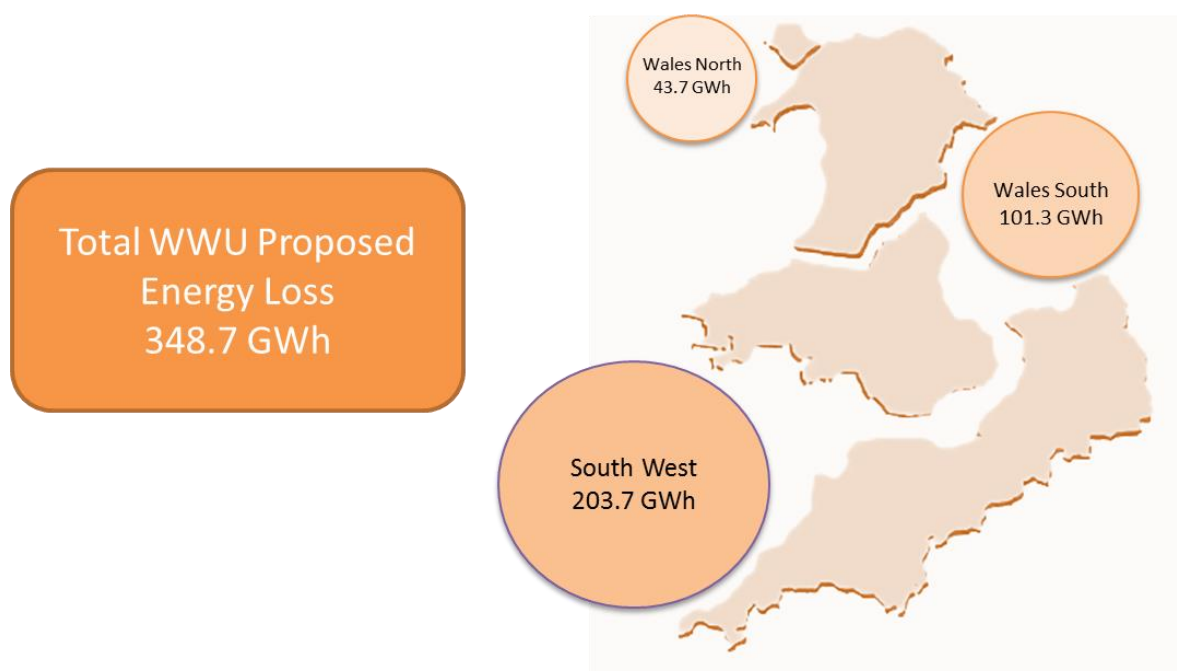 Total WWU Proposed
Energy Loss
348.7 GWh
Wales North
43.7 GWh
Wales South
101.3 GWh
South West
203.7 GWh